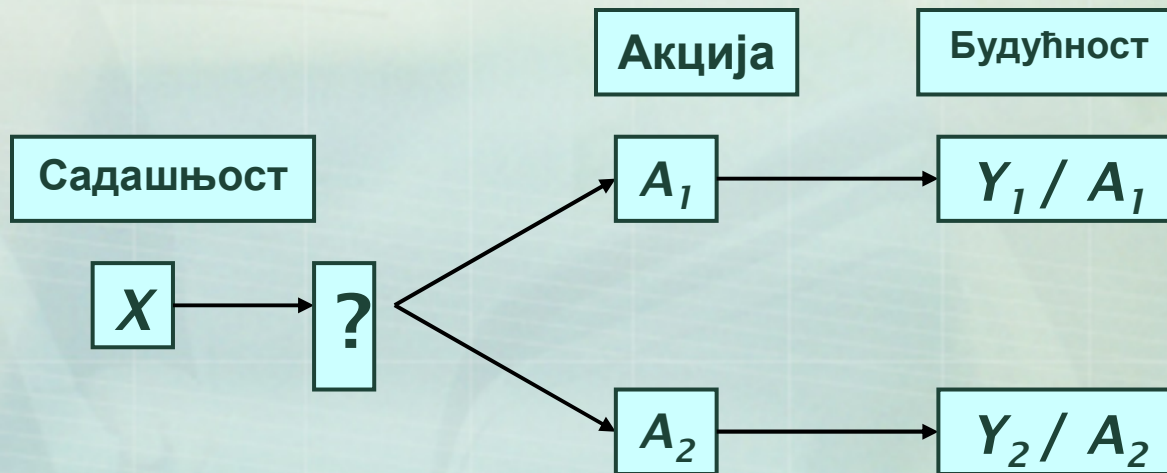 Акција
Будућност
Садашњост
A1
Y1 / A1
X
?
A2
Y2 / A2